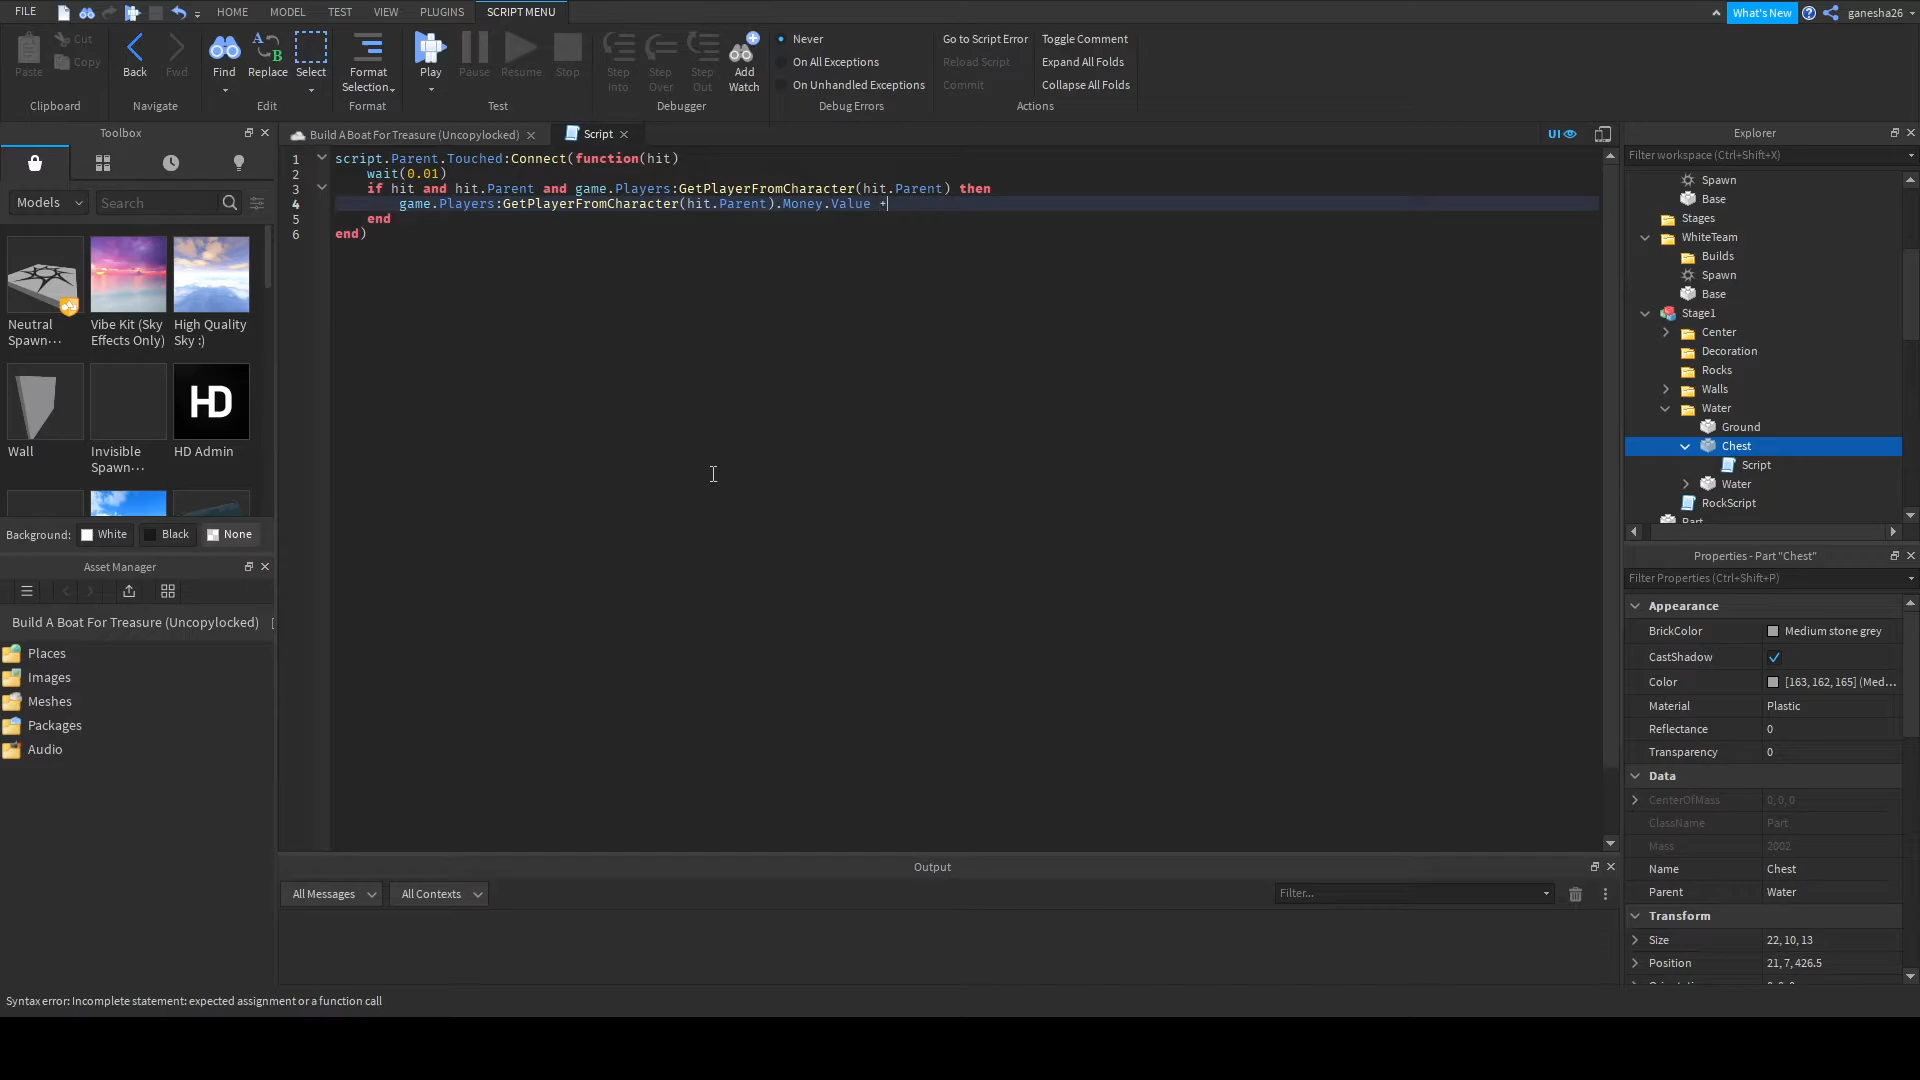 FILE
HOME
MODEL
TEST
VIEW
PLUGINS
SCRIPT MENU
What's New
ganesha26
Paste
Cut
Copy
Clipboard
Back
Fwd
Navigate
Find
Replace
Select
Edit
Format
Selection
Format
Play
Pause
Resume
Stop
Test
Step
Into
Step
Over
Step
Out
Debugger
Add
Watch
Never
On All Exceptions
On Unhandled Exceptions
Debug Errors
Go to Script Error
Reload Script
Commit
Toggle Comment
Expand All Folds
Collapse All Folds
Actions
Toolbox
Models
Search
Neutral
Spawn...
Vibe Kit (Sky
Effects Only)
High Quality
Sky :)
Wall
Invisible
Spawn...
HD
HD Admin
Background:
White
Black
None
Asset Manager
Build A Boat For Treasure (Uncopylocked)
Places
Images
Meshes
Packages
Audio
Build A Boat For Treasure (Uncopylocked)
Script
UI
1 script.Parent.Touched:Connect(function(hit)
2 wait(0.01)
3 if hit and hit.Parent and game.Players:GetPlayerFromCharacter(hit.Parent) then
4 game.Players:GetPlayerFromCharacter(hit.Parent).Money.Value +
5 end
6 end)
Output
All Messages
All Contexts
Filter...
Syntax error: Incomplete statement: expected assignment or a function call
Explorer
Filter workspace (Ctrl+Shift+X)
Spawn
Base
Stages
WhiteTeam
Builds
Spawn
Base
Stage1
Center
Decoration
Rocks
Walls
Water
Ground
Chest
Script
Water
RockScript
Part
Properties - Part "Chest"
Filter Properties (Ctrl+Shift+P)
Appearance
BrickColor Medium stone grey
CastShadow
Color [163, 162, 165] (Med...
Material Plastic
Reflectance 0
Transparency 0
Data
CenterOfMass 0, 0, 0
ClassName Part
Mass 2002
Name Chest
Parent Water
Transform
Size 22, 10, 13
Position 21, 7, 426.5